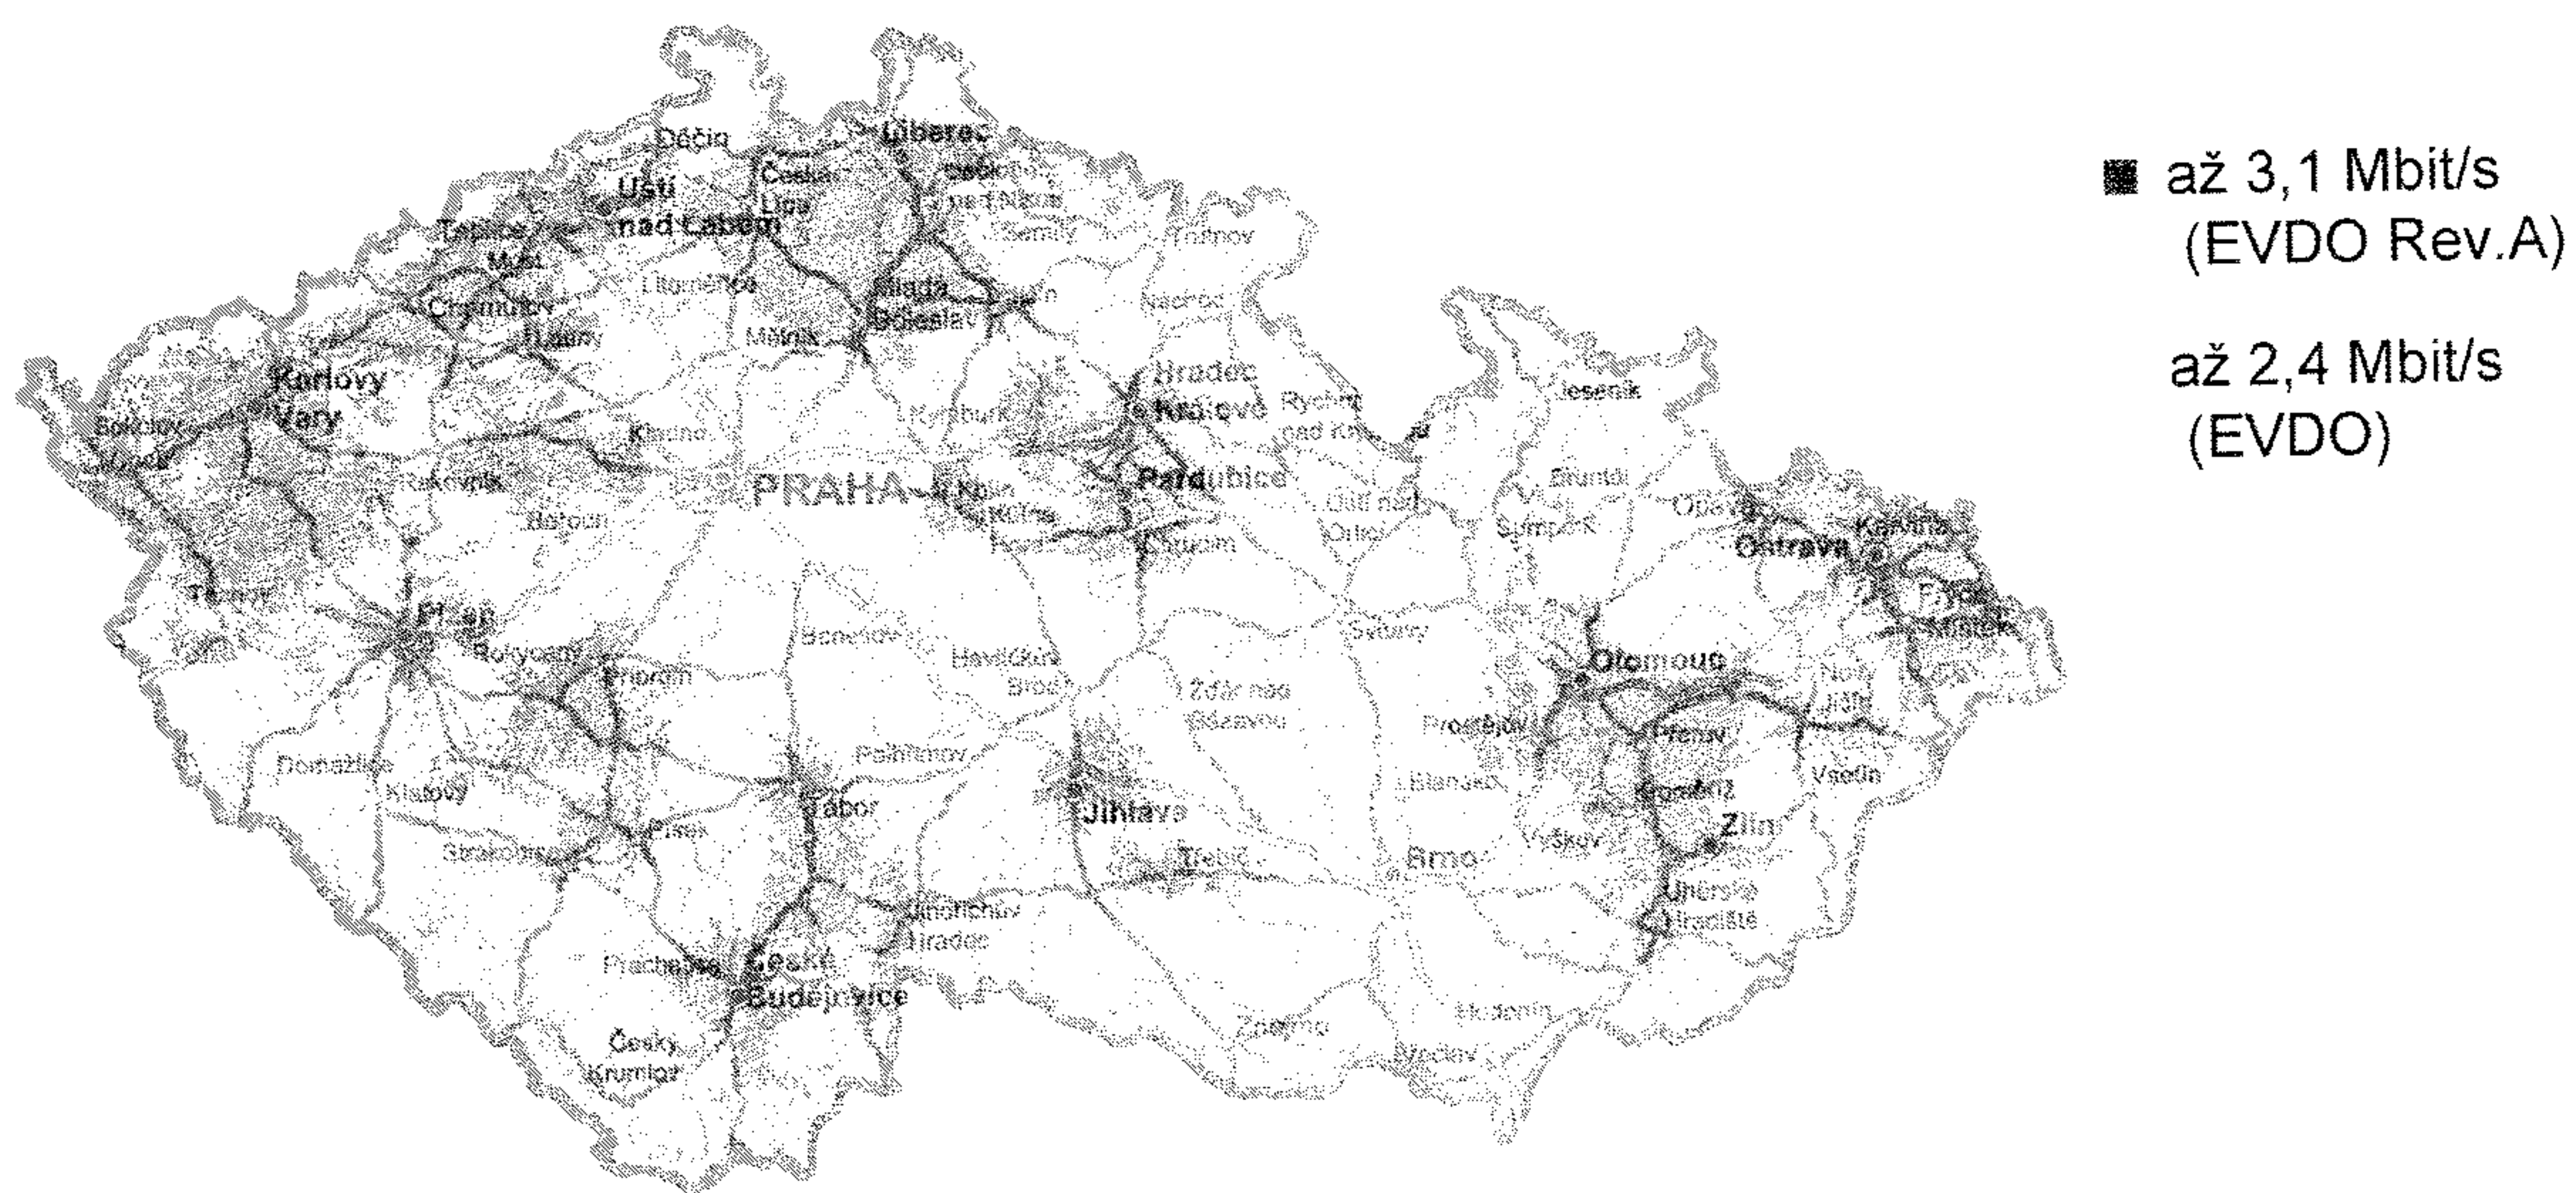 Děčín
Liberec
Česká
Lípa
Ústí
nad Labem
Teplice
Semily
Trutnov
Most
Litoměřice
Mladá
Boleslav
Náchod
Chomutov
Mělník
Karlovy
Vary
Hradec
Králové
Rychnov
nad Kn
Jeseník
Sokolov
Nymburk
Kladno
Rakovník
PRAHA
Kolín
Pardubice
Bruntál
Beroun
Ústí nad
Orlicí
Šumperk
Opava
Karviná
Chrudim
Ostrava
Tachov
Plzeň
Frýdek
Místek
Rokycany
Benešov
Svitavy
Příbram
Havlíčkův
Brod
Olomouc
Žďár nad
Sázavou
Nový
Jičín
Prostějov
Přerov
Domažlice
Pelhřimov
Klatovy
Blansko
Vsetín
Tábor
Jihlava
Kroměříž
Písek
Zlín
Strakonice
Třebíč
Brno
Vyškov
Uherské
Hradiště
Jindřichův
Hradec
Prachatice
České
Budějovice
Český
Krumlov
Znojmo
Hodonín
Břeclav
až 3,1 Mbit/s
(EVDO Rev.A)
až 2,4 Mbit/s
(EVDO)